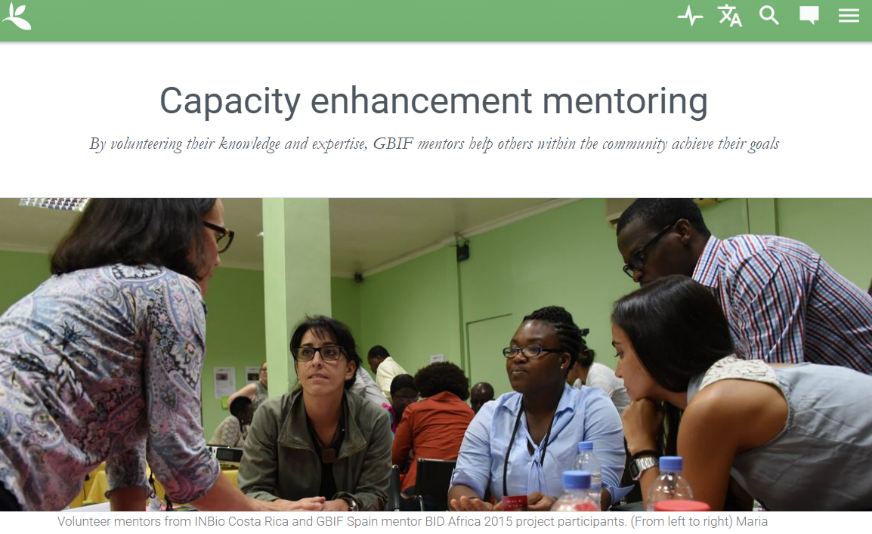 Capacity enhancement mentoring
By volunteering their knowledge and expertise, GBIF mentors help others within the community achieve their goals
Volunteer mentors from INBio Costa Rica and GBIF Spain mentor BID Africa 2015 project participants. (From left to right) Maria